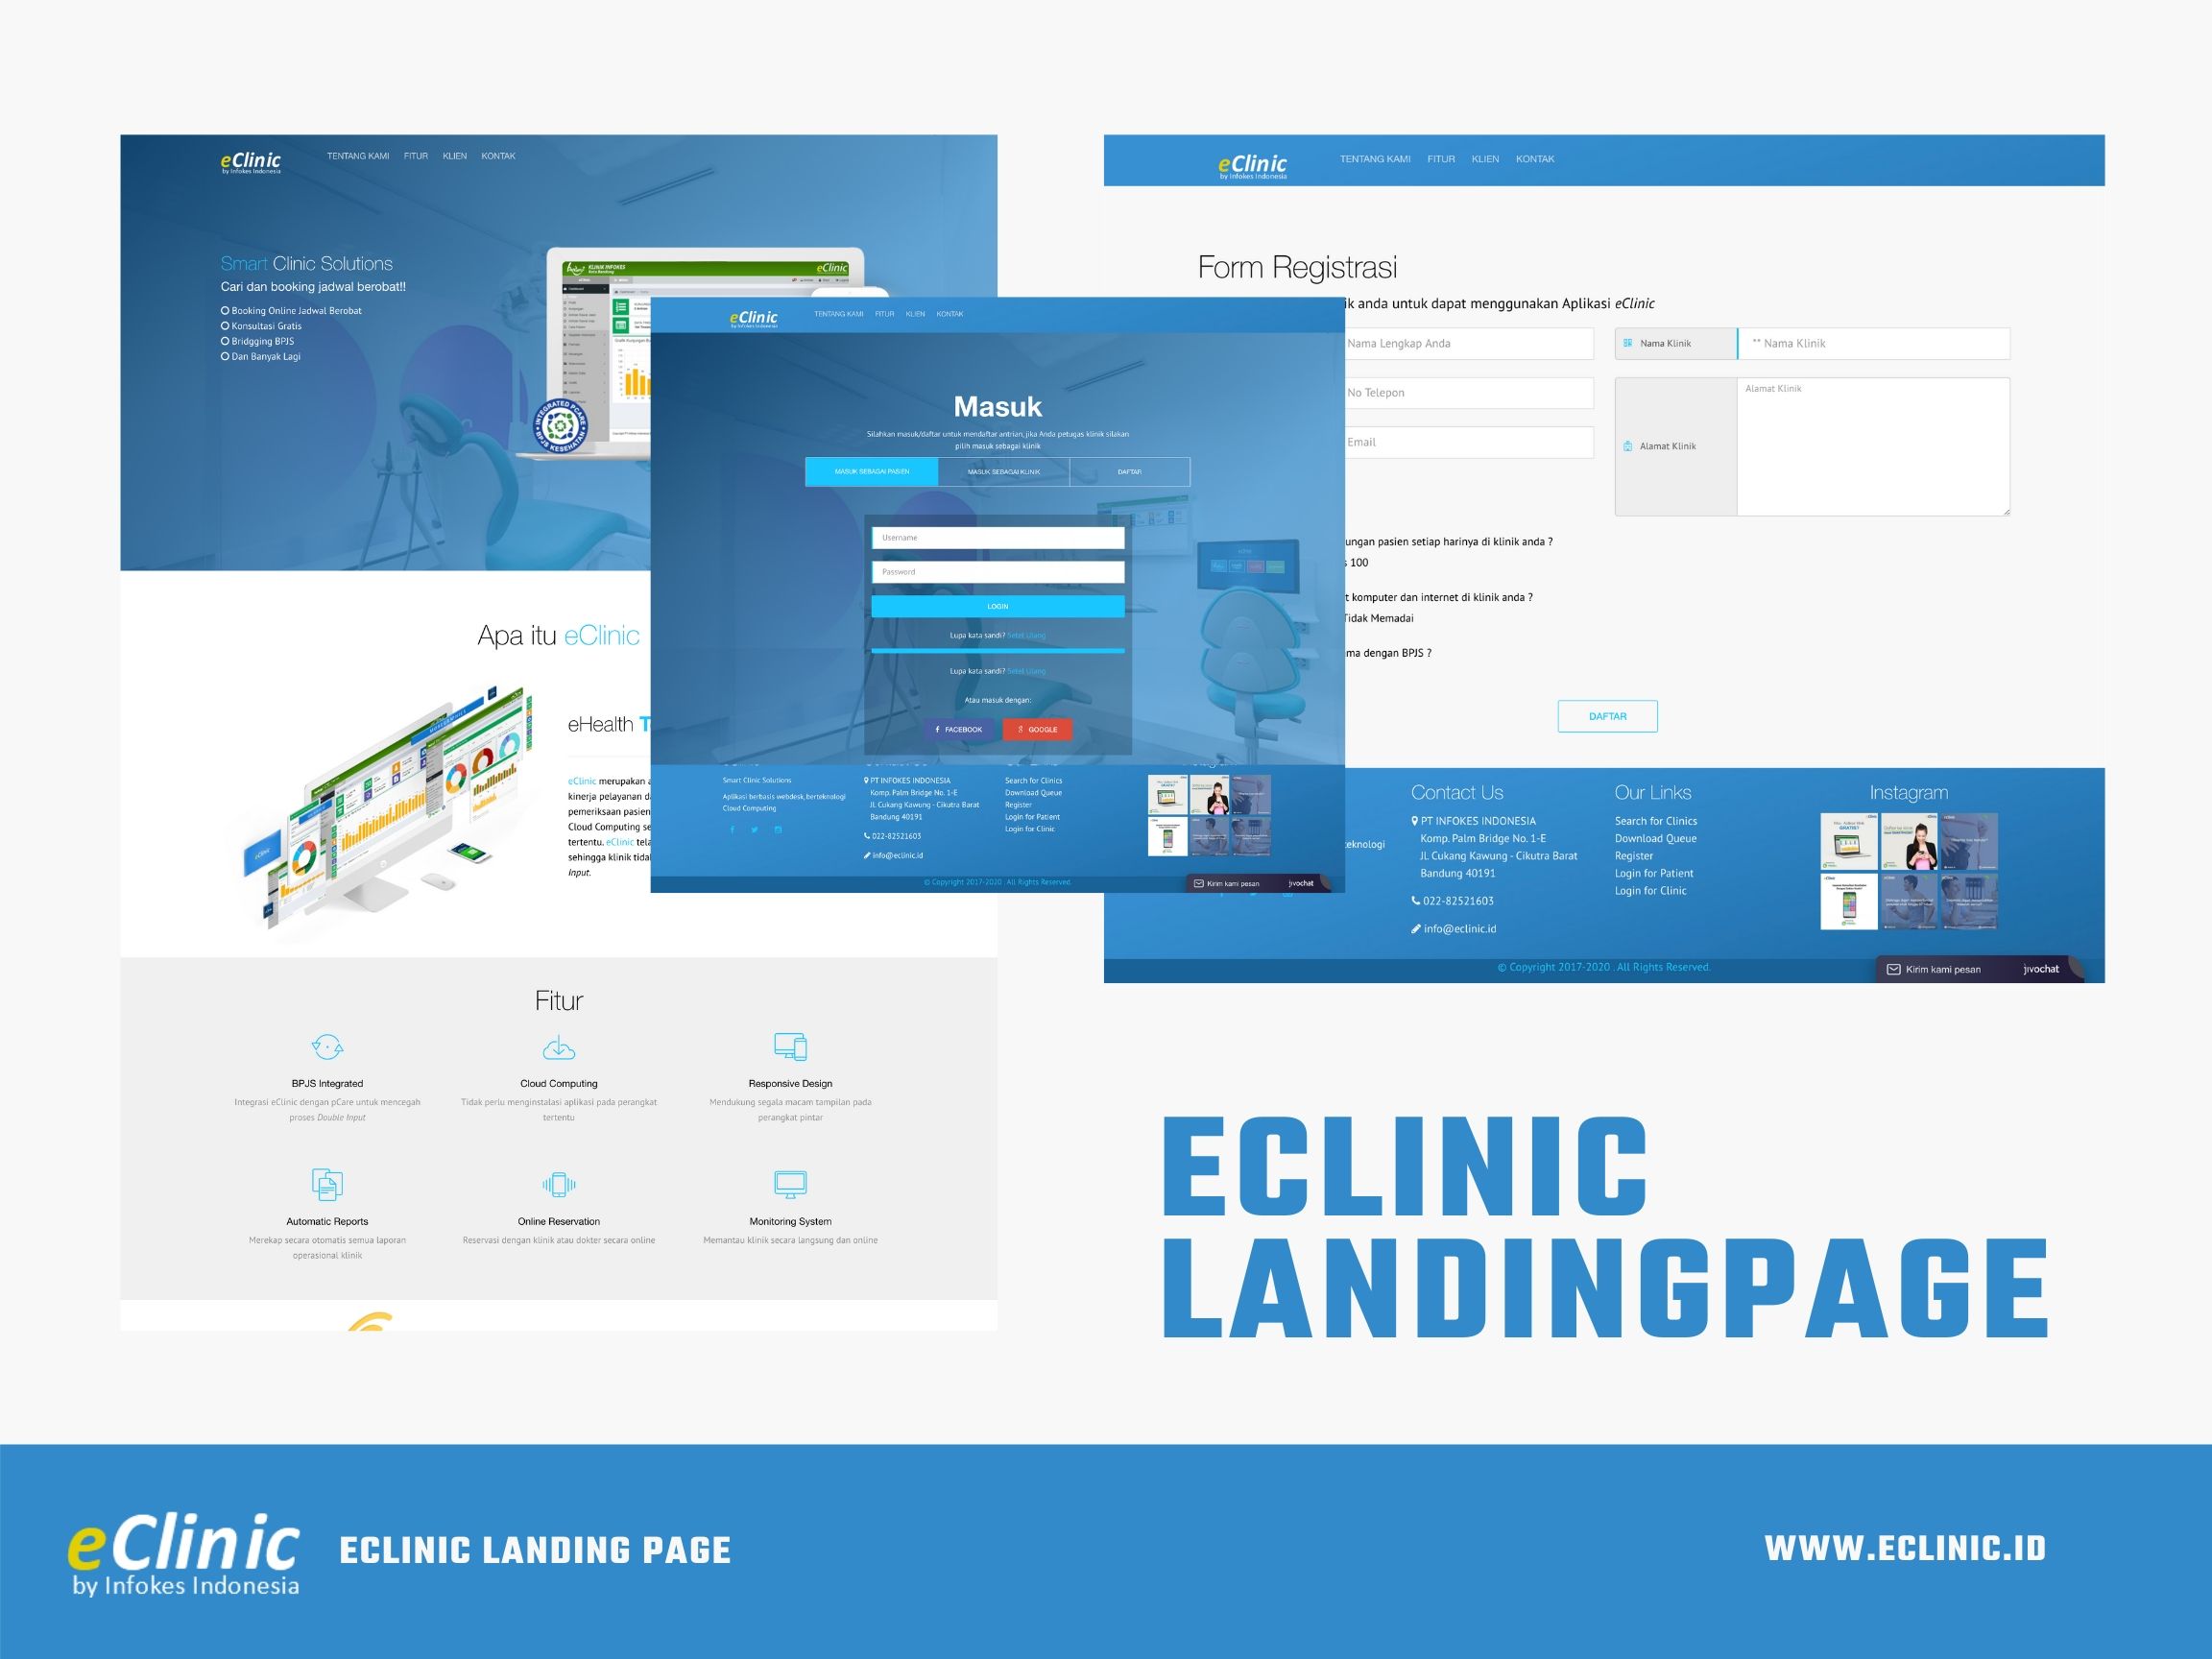 eClinic
by Infokes Indonesia
TENTANG KAMI FITUR KLIEN KONTAK
Smart Clinic Solutions
Cari dan booking jadwal berobat!!
Booking Online Jadwal Berobat
Konsultasi Gratis
Bridgging BPJS
Dan Banyak Lagi
KLINIK INFOKES
eClinic
INTEGRATED PCARE
BPJS KESEHATAN
Apa itu eClinic
eHealth T
eClinic merupakan a
kinerja pelayanan d
pemeriksaan pasien
Cloud Computing se
tertentu. eClinic tela
sehingga klinik tidal
Input.
Fitur
BPJS Integrated
Integrasi eClinic dengan pCare untuk mencegah
proses Double Input
Cloud Computing
Tidak perlu menginstalasi aplikasi pada perangkat
tertentu
Responsive Design
Mendukung segala macam tampilan pada
perangkat pintar
Automatic Reports
Merekap secara otomatis semua laporan
operasional klinik
Online Reservation
Reservasi dengan klinik atau dokter secara online
Monitoring System
Memantau klinik secara langsung dan online
eClinic
by Infokes Indonesia
TENTANG KAMI FITUR KLIEN KONTAK
Masuk
Silahkan masuk/daftar untuk mendaftar antrian, jika Anda petugas klinik silakan
pilih masuk sebagai klinik
MASUK SEBAGAI PASIEN MASUK SEBAGAI KLINIK DAFTAR
Username
Password
LOGIN
Lupa kata sandi? Setel Ulang
Lupa kata sandi? Setel Ulang
Atau masuk dengan:
FACEBOOK GOOGLE
Smart Clinic Solutions
Aplikasi berbasis webdesk,berteknologi
Cloud Computing
PT INFOKES INDONESIA
Komp. Palm Bridge No. 1-E
Jl. Cukang Kawung - Cikutra Barat
Bandung 40191
022-82521603
info@eclinic.id
Search for Clinics
Download Queue
Register
Login for Patient
Login for Clinic
© Copyright 2017-2020 . All Rights Reserved.
Kirim kami pesan jivochat
eClinic
by Infokes Indonesia
TENTANG KAMI FITUR KLIEN KONTAK
Form Registrasi
ik anda untuk dapat menggunakan Aplikasi eClinic
Nama Lengkap Anda
Nama Klinik ** Nama Klinik
No Telepon
Alamat Klinik
Email
Alamat Klinik
ungan pasien setiap harinya di klinik anda ?
s 100
t komputer dan internet di klinik anda ?
Tidak Memadai
ma dengan BPJS ?
DAFTAR
teknologi
Contact Us
PT INFOKES INDONESIA
Komp. Palm Bridge No. 1-E
Jl. Cukang Kawung - Cikutra Barat
Bandung 40191
022-82521603
info@eclinic.id
Our Links
Search for Clinics
Download Queue
Register
Login for Patient
Login for Clinic
Instagram
© Copyright 2017-2020 . All Rights Reserved.
Kirim kami pesan jivochat
ECLINIC
LANDINGPAGE
eClinic
by Infokes Indonesia
ECLINIC LANDING PAGE
WWW.ECLINIC.ID